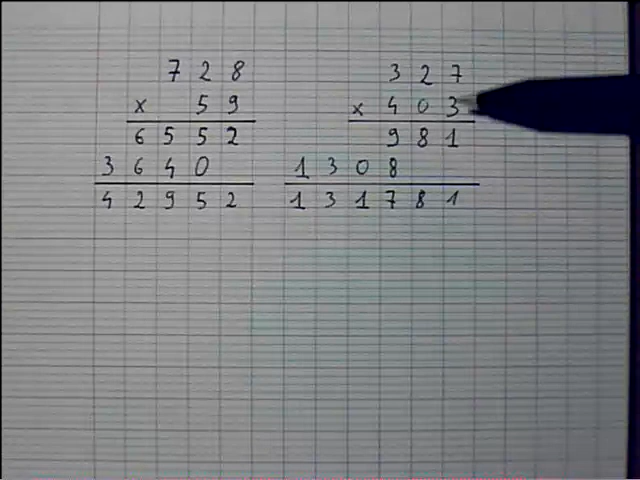 7 2 8
x 5 9
6 5 5 2
3 6 4 0
4 2 9 5 2
3 2 7
x 4 0 3
9 8 1
1 3 0 8
1 3 1 7 8 1